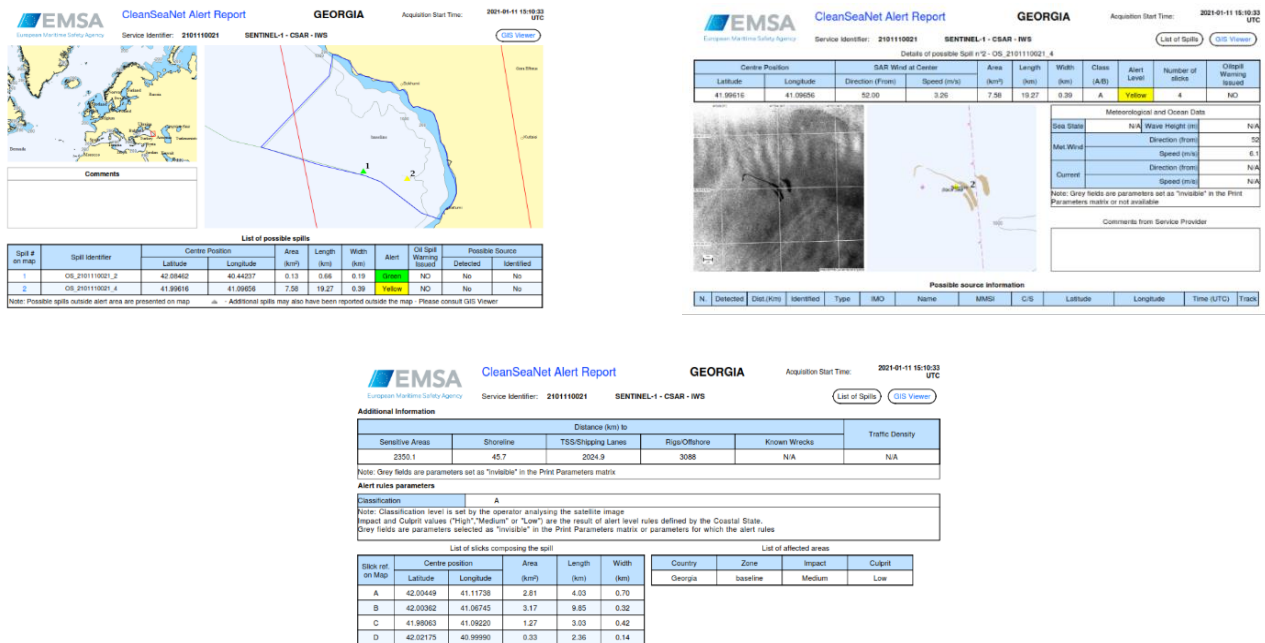 EMSA
European Maritime Safety Agency
CleanSeaNet Alert Report
GEORGIA
Acquisition Start Time:
2021-01-11 15:10:33
UTC
Service Identifier: 2101110021 SENTINEL-1 - CSAR - IWS
GIS Viewer
Comments
1
2
List of possible spills
Spill # on map Spill Identifier Centre Position Area Length Width Alert Oil Spill Warning Issued Possible Source
Latitude Longitude (km²) (km) (km) Detected Identified
1 OS_2101110021_2 42.08462 40.44237 0.13 0.66 0.19 Green NO No No
2 OS_2101110021_4 41.99616 41.09656 7.58 19.27 0.39 Yellow NO No No
Note: Possible spills outside alert area are presented on map - Additional spills may also have been reported outside the map - Please consult GIS Viewer
EMSA
European Maritime Safety Agency
CleanSeaNet Alert Report
GEORGIA
Acquisition Start Time:
2021-01-11 15:10:33
UTC
Service Identifier: 2101110021 SENTINEL-1 - CSAR - IWS
List of Spills
GIS Viewer
Details of possible Spill n°2 - OS_2101110021_4
Centre Position SAR Wind at Center Area Length Width Class Alert Level Number of slicks Oilspill Warning Issued
Latitude Longitude Direction (From) Speed (m/s) (km²) (km) (km) (A/B)
41.99616 41.09656 52.00 3.26 7.58 19.27 0.39 A Yellow 4 NO
2
Meteorological and Ocean Data
Sea State N/A Wave Height (m) N/A
Met.Wind Direction (from) 52
Speed (m/s) 6.1
Current Direction (from) N/A
Speed (m/s) N/A
Note: Grey fields are parameters set as "invisible" in the Print
Parameters matrix or not available
Comments from Service Provider
Possible source information
N. Detected Dist.(Km) Identified Type IMO Name MMSI C/S Latitude Longitude Time (UTC) Track
EMSA
European Maritime Safety Agency
CleanSeaNet Alert Report
GEORGIA
Acquisition Start Time:
2021-01-11 15:10:33
UTC
Service Identifier: 2101110021 SENTINEL-1 - CSAR - IWS
List of Spills
GIS Viewer
Additional Information
Distance (km) to Traffic Density
Sensitive Areas Shoreline TSS/Shipping Lanes Rigs/Offshore Known Wrecks
2350.1 45.7 2024.9 3088 N/A N/A
Note: Grey fields are parameters set as "invisible" in the Print Parameters matrix
Alert rules parameters
Classification A
Note: Classification level is set by the operator analysing the satellite image
Impact and Culprit values ("High","Medium" or "Low") are the result of alert level rules defined by the Coastal State.
Grey fields are parameters selected as "invisible" in the Print Parameters matrix or parameters for which the alert rules
List of slicks composing the spill
Slick ref. on Map Centre position Area Length Width
Latitude Longitude (km²) (km) (km)
A 42.00449 41.11738 2.81 4.03 0.70
B 42.00362 41.06745 3.17 9.85 0.32
C 41.98063 41.09220 1.27 3.03 0.42
D 42.02175 40.99990 0.33 2.36 0.14
List of affected areas
Country Zone Impact Culprit
Georgia baseline Medium Low